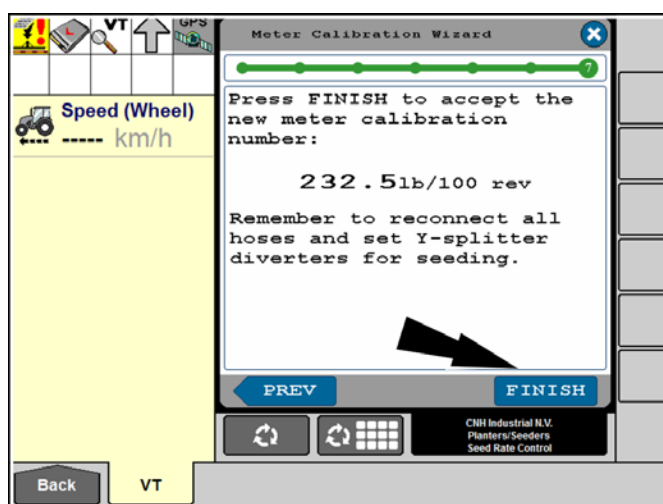 VT
GPS
Speed (Wheel)
----- km/h
Meter Calibration Wizard
7
Press FINISH to accept the
new meter calibration
number:
232.5lb/100 rev
Remember to reconnect all
hoses and set Y-splitter
diverters for seeding.
PREV
FINISH
CNH Industrial N.V.
Planters/Seeders
Seed Rate Control
Back
VT